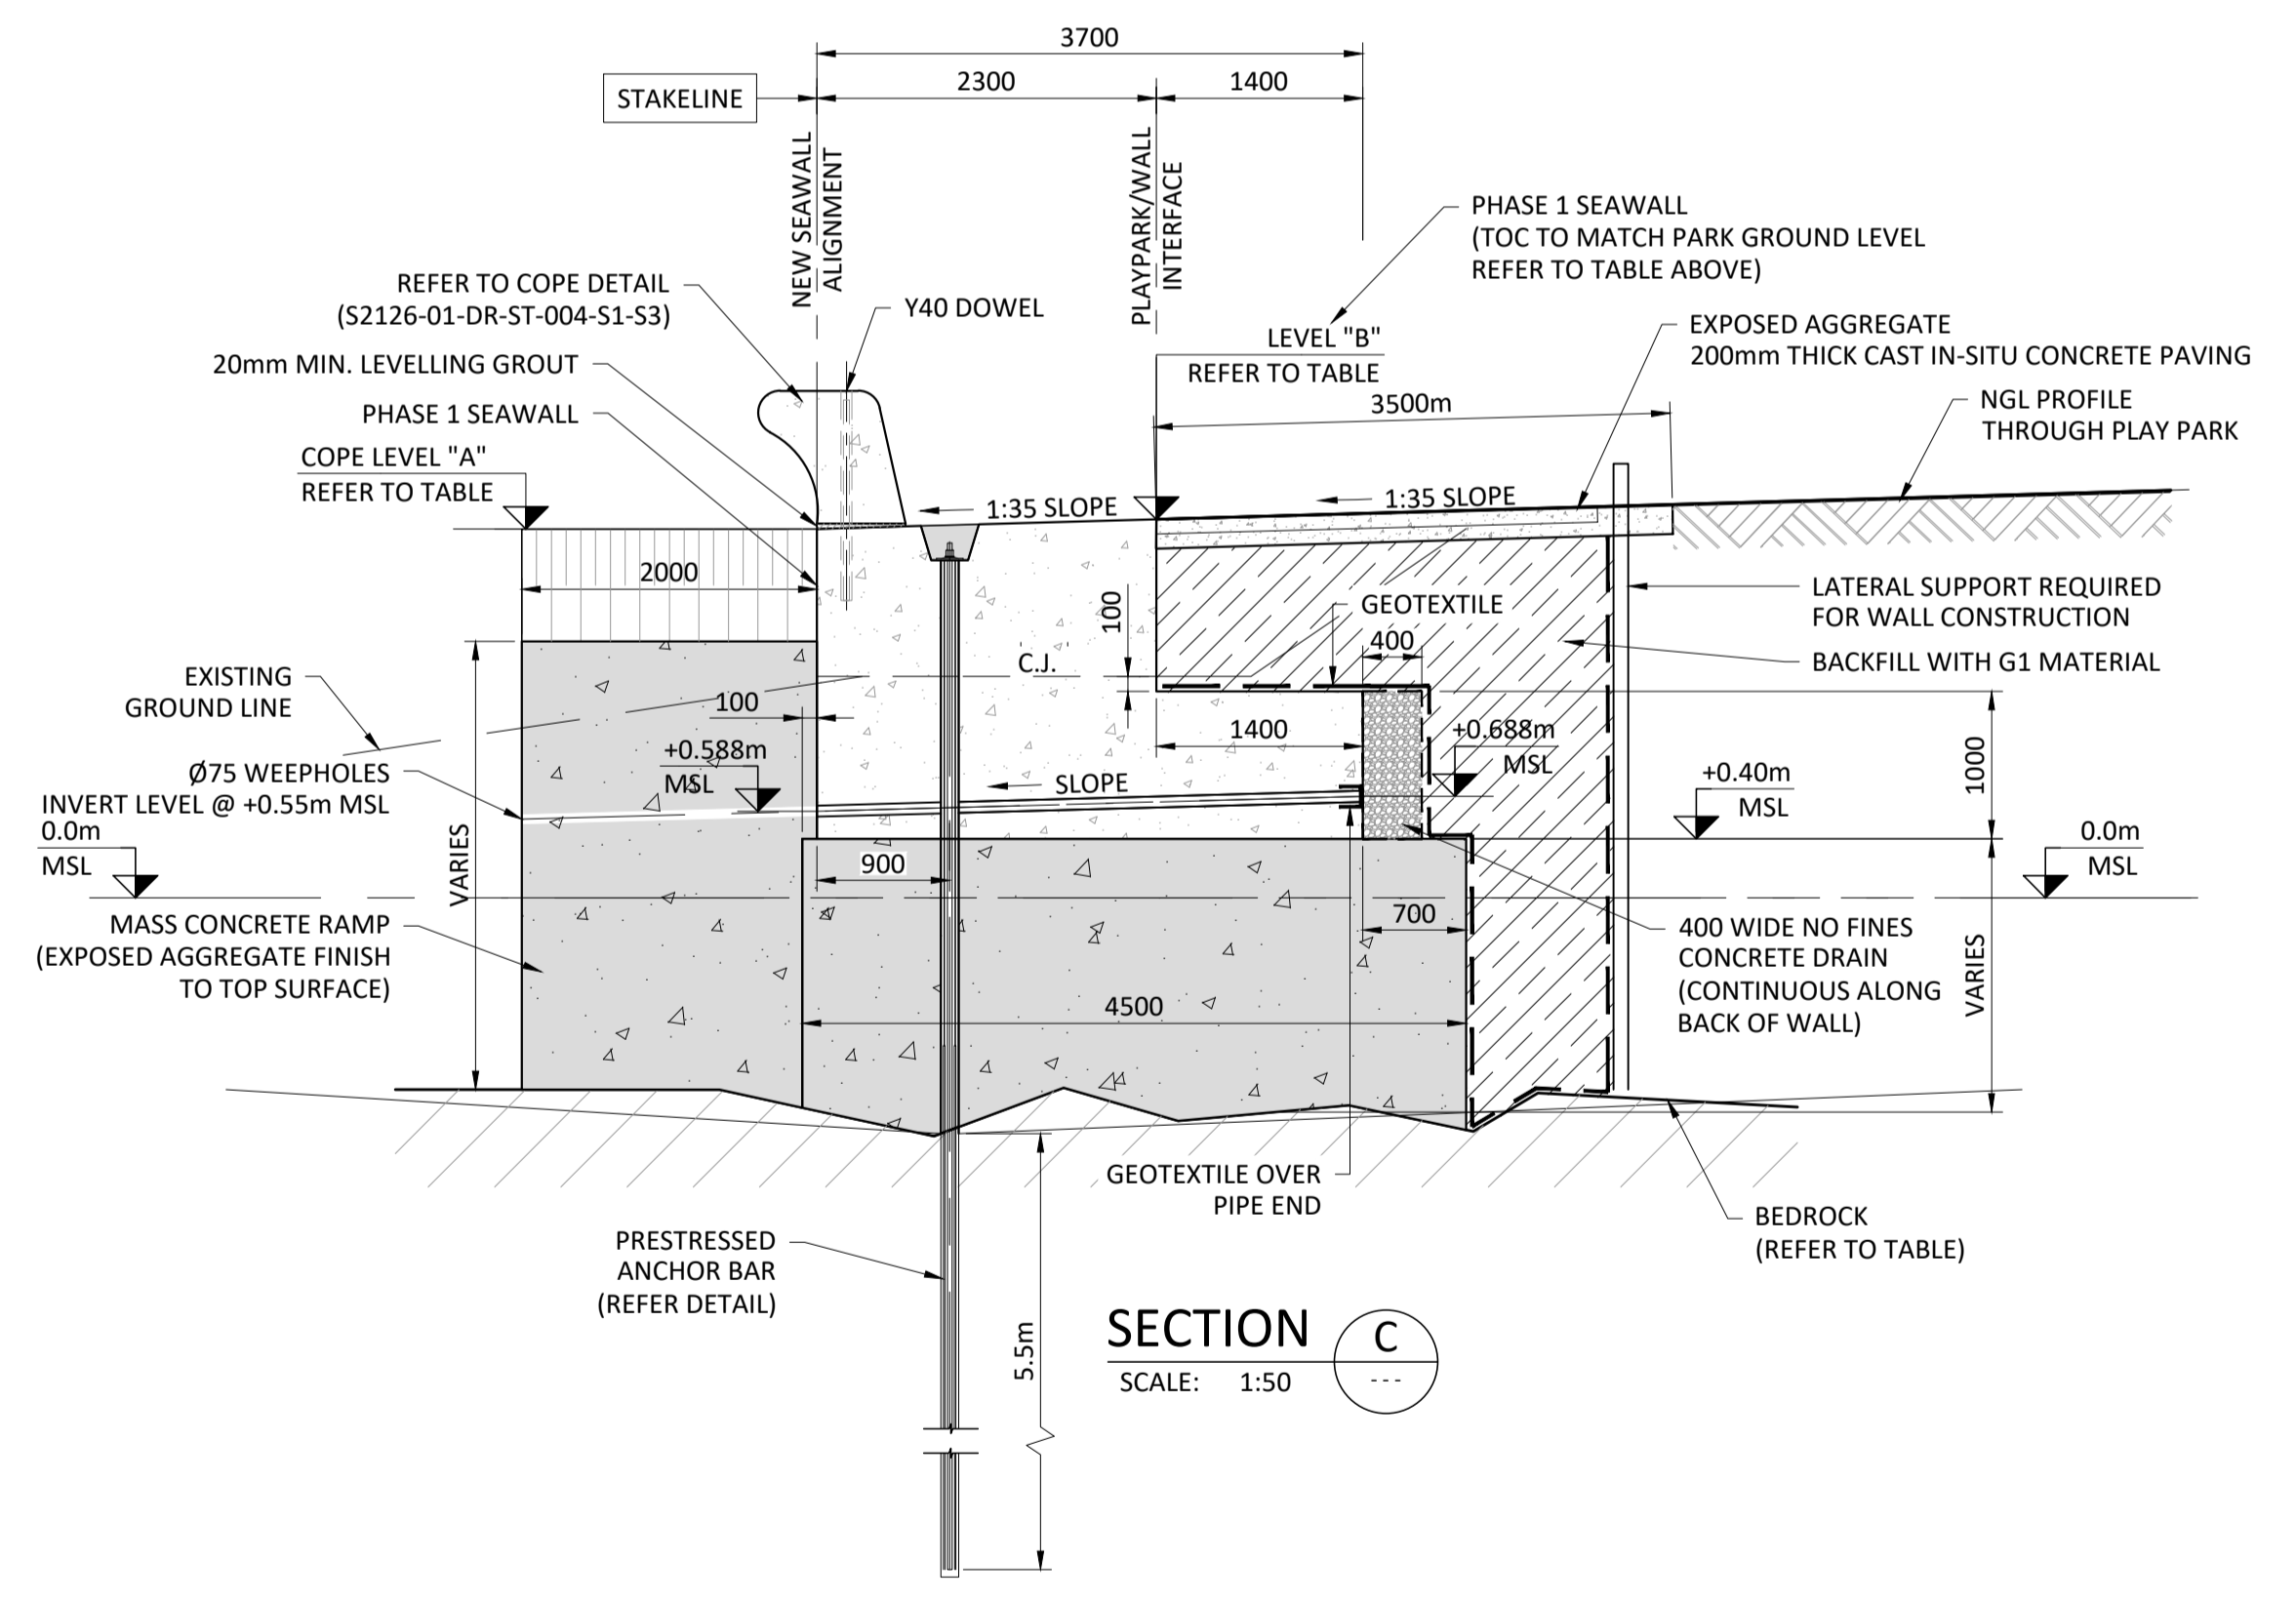 3700
2300
1400
STAKELINE
NEW SEAWALL
ALIGNMENT
PLAYPARK/WALL
INTERFACE
PHASE 1 SEAWALL
(TOC TO MATCH PARK GROUND LEVEL
REFER TO TABLE ABOVE)
REFER TO COPE DETAIL
(S2126-01-DR-ST-004-S1-S3)
Y40 DOWEL
LEVEL "B"
REFER TO TABLE
EXPOSED AGGREGATE
200mm THICK CAST IN-SITU CONCRETE PAVING
20mm MIN. LEVELLING GROUT
PHASE 1 SEAWALL
3500m
NGL PROFILE
THROUGH PLAY PARK
COPE LEVEL "A"
REFER TO TABLE
1:35 SLOPE
1:35 SLOPE
2000
100
GEOTEXTILE
400
LATERAL SUPPORT REQUIRED
FOR WALL CONSTRUCTION
BACKFILL WITH G1 MATERIAL
C.J.
EXISTING
GROUND LINE
100
1400
+0.588m
MSL
+0.688m
MSL
SLOPE
1000
+0.40m
MSL
Ø75 WEEPHOLES
INVERT LEVEL @ +0.55m MSL
0.0m
MSL
0.0m
MSL
VARIES
900
700
MASS CONCRETE RAMP
(EXPOSED AGGREGATE FINISH
TO TOP SURFACE)
400 WIDE NO FINES
CONCRETE DRAIN
(CONTINUOUS ALONG
BACK OF WALL)
VARIES
4500
GEOTEXTILE OVER
PIPE END
BEDROCK
(REFER TO TABLE)
PRESTRESSED
ANCHOR BAR
(REFER DETAIL)
5.5m
SECTION
C
SCALE: 1:50
---